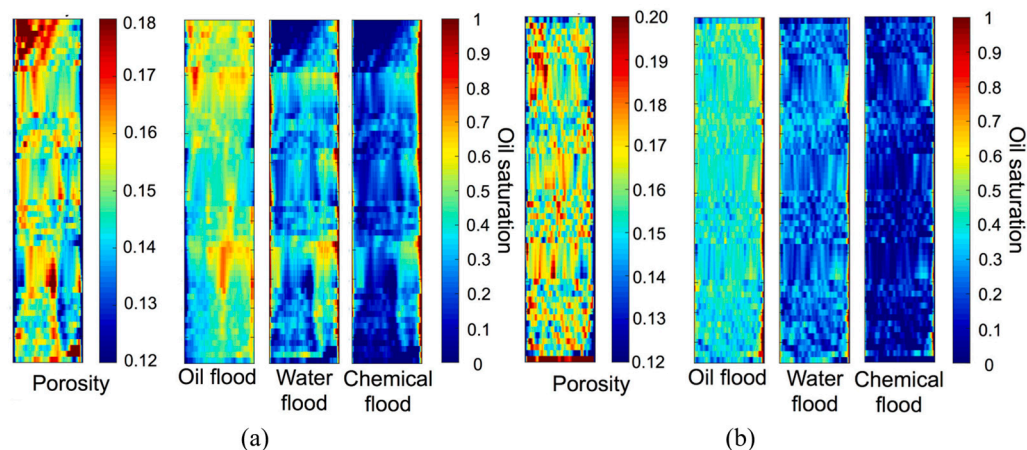 0.181
0.17
0.16
0.15
0.14
0.13
0.12
Porosity
Oil flood
Water
flood
Chemical
flood
1
0.9
0.8
0.7
0.6
0.5
0.4
0.3
0.2
0.1
0
Oil saturation
(a)
0.20
0.19
0.18
0.17
0.16
0.15
0.14
0.13
0.12
Porosity
Oil flood
Water
flood
Chemical
flood
1
0.9
0.8
0.7
0.6
0.5
0.4
0.3
0.2
0.1
0
Oil saturation
(b)